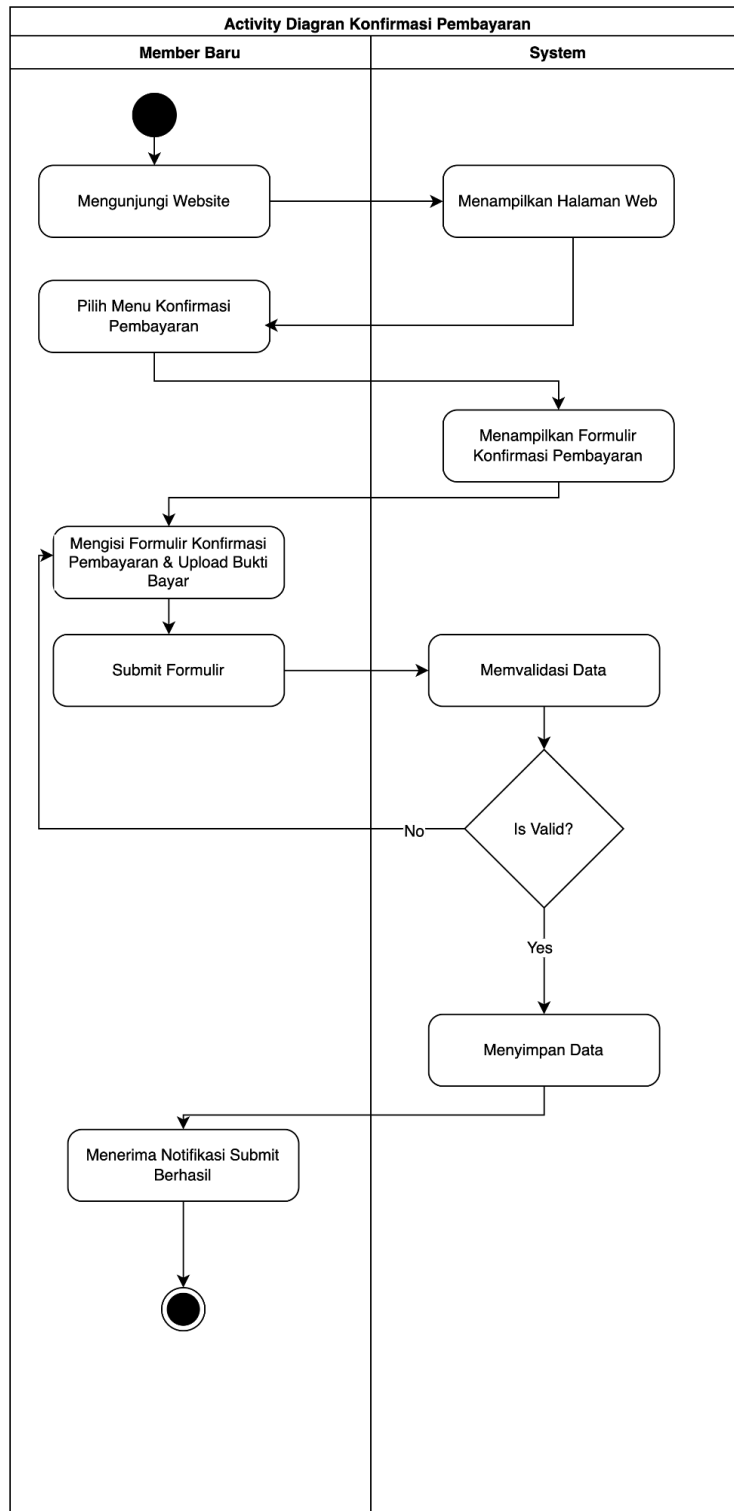 Activity Diagran Konfirmasi Pembayaran
Member Baru
System
Mengunjungi Website
Menampilkan Halaman Web
Pilih Menu Konfirmasi
Pembayaran
Menampilkan Formulir
Konfirmasi Pembayaran
Mengisi Formulir Konfirmasi
Pembayaran & Upload Bukti
Bayar
Submit Formulir
Memvalidasi Data
Is Valid?
No
Yes
Menyimpan Data
Menerima Notifikasi Submit
Berhasil